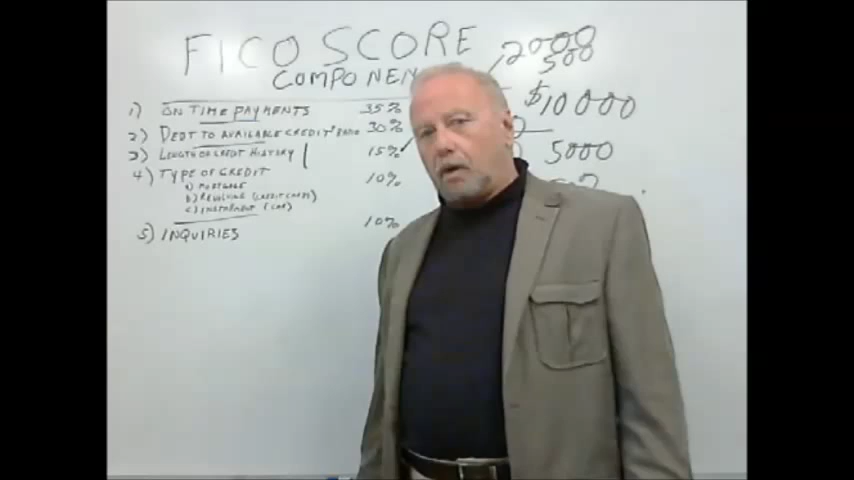 FICO SCORE
COMPONEN
1) ON TIME PAYMENTS 35%
2) DEBT TO AVAILABLE CREDIT RATIO 30%
3) LENGTH OF CREDIT HISTORY 15%
4) TYPE OF CREDIT 10%
a) MORTGAGE
b) REVOLVING (CREDIT CARDS)
c) INSTALLMENT (CAR)
5) INQUIRIES 10%
2000
500
$10000
5000